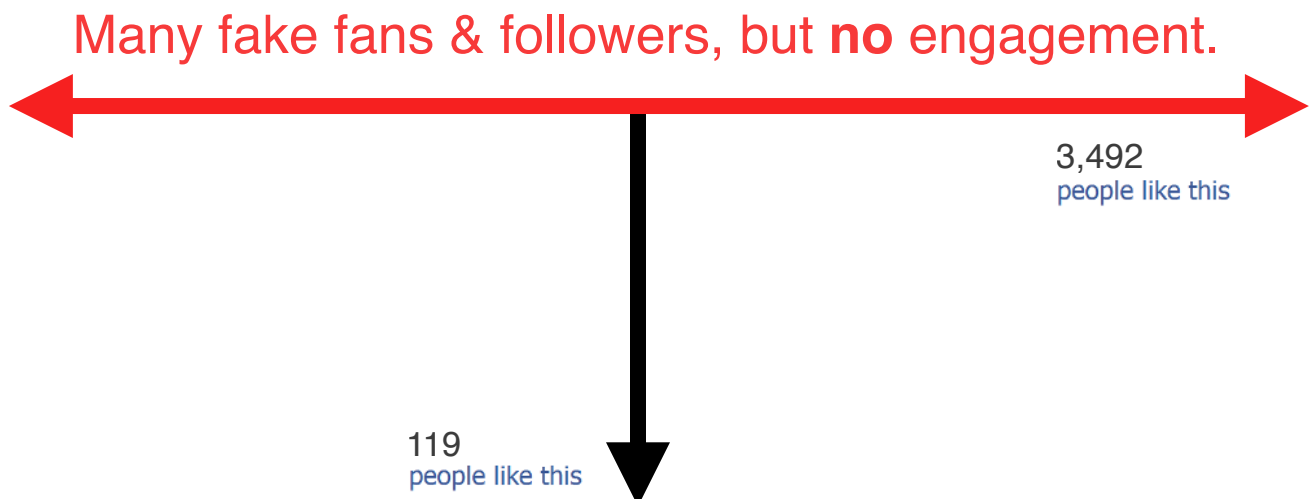 Many fake fans & followers, but no engagement.
3,492
people like this
119
people like this